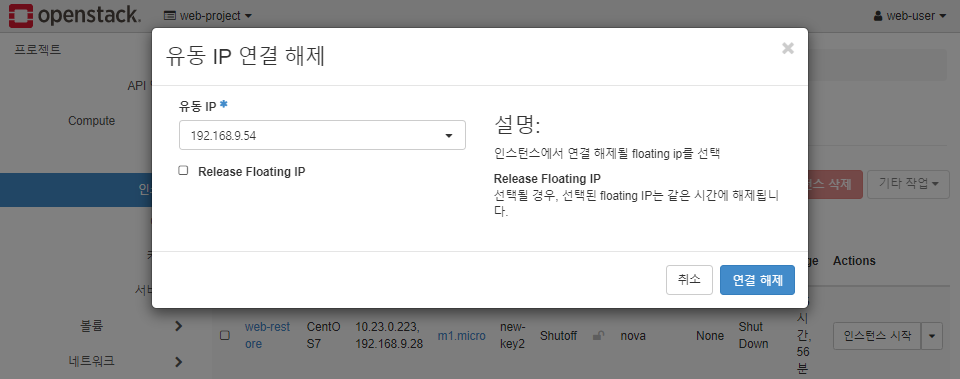 openstack.
web-project
web-user
유동 IP 연결 해제
×
프로젝트
API
Compute
유동 IP *
192.168.9.54
Release Floating IP
설명:
인스턴스에서 연결 해제될 floating ip를 선택
Release Floating IP
선택될 경우, 선택된 floating IP는 같은 시간에 해제됩니
다.
삭제
기타 작업
취소
연결 해제
Actions
볼륨
네트워크
web-rest
ore
CentO
S7
10.23.0.223,
192.168.9.28
m1.micro
new-
key2
Shutoff
nova
None
Shut
Down
시
간,
56
분
인스턴스 시작